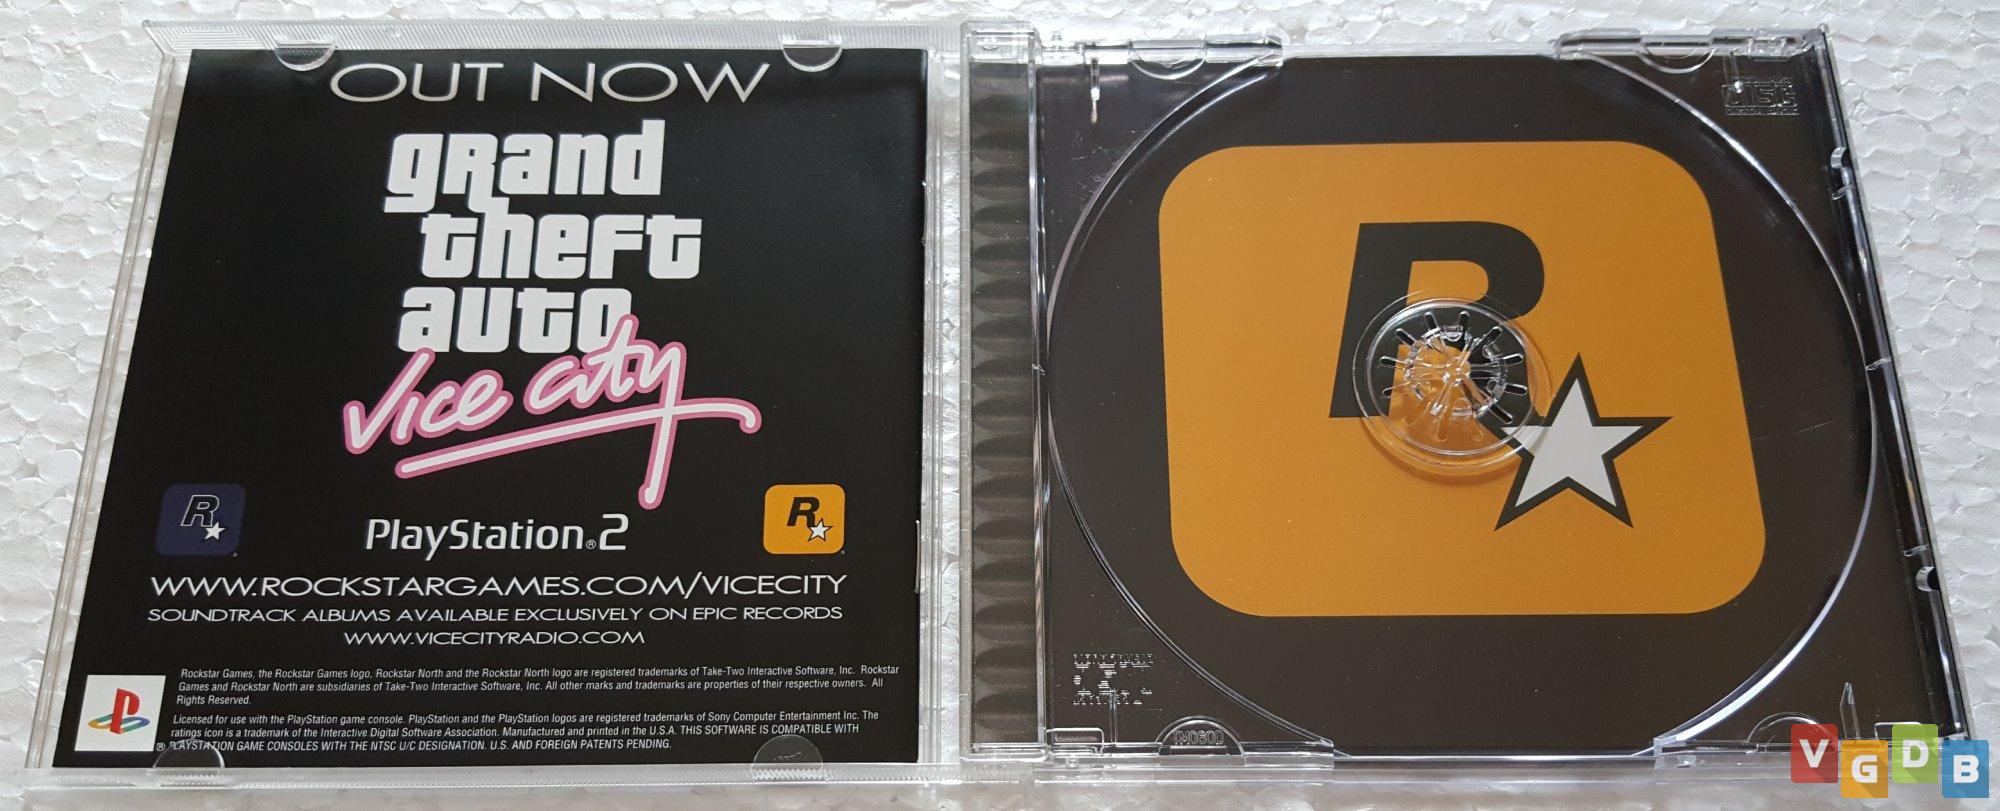 OUT NOW
grand
theft
auto
Vice City
R
PlayStation®2
R
WWW.ROCKSTARGAMES.COM/VICECITY
SOUNDTRACK ALBUMS AVAILABLE EXCLUSIVELY ON EPIC RECORDS
WWW.VICECITYRADIO.COM
Rockstar Games, the Rockstar Games logo, Rockstar North and the Rockstar North logo are registered trademarks of Take-Two Interactive Software, Inc. Rockstar
Games and Rockstar North are subsidiaries of Take-Two Interactive Software, Inc. All other marks and trademarks are properties of their respective owners. All
Rights Reserved.
Licensed for use with the PlayStation game console. PlayStation and the PlayStation logos are registered trademarks of Sony Computer Entertainment Inc. The
ratings icon is a trademark of the Interactive Digital Software Association. Manufactured and printed in the U.S.A. THIS SOFTWARE IS COMPATIBLE WITH
PLAYSTATION GAME CONSOLES WITH THE NTSC U/C DESIGNATION. U.S. AND FOREIGN PATENTS PENDING.
R
disc
VGDB